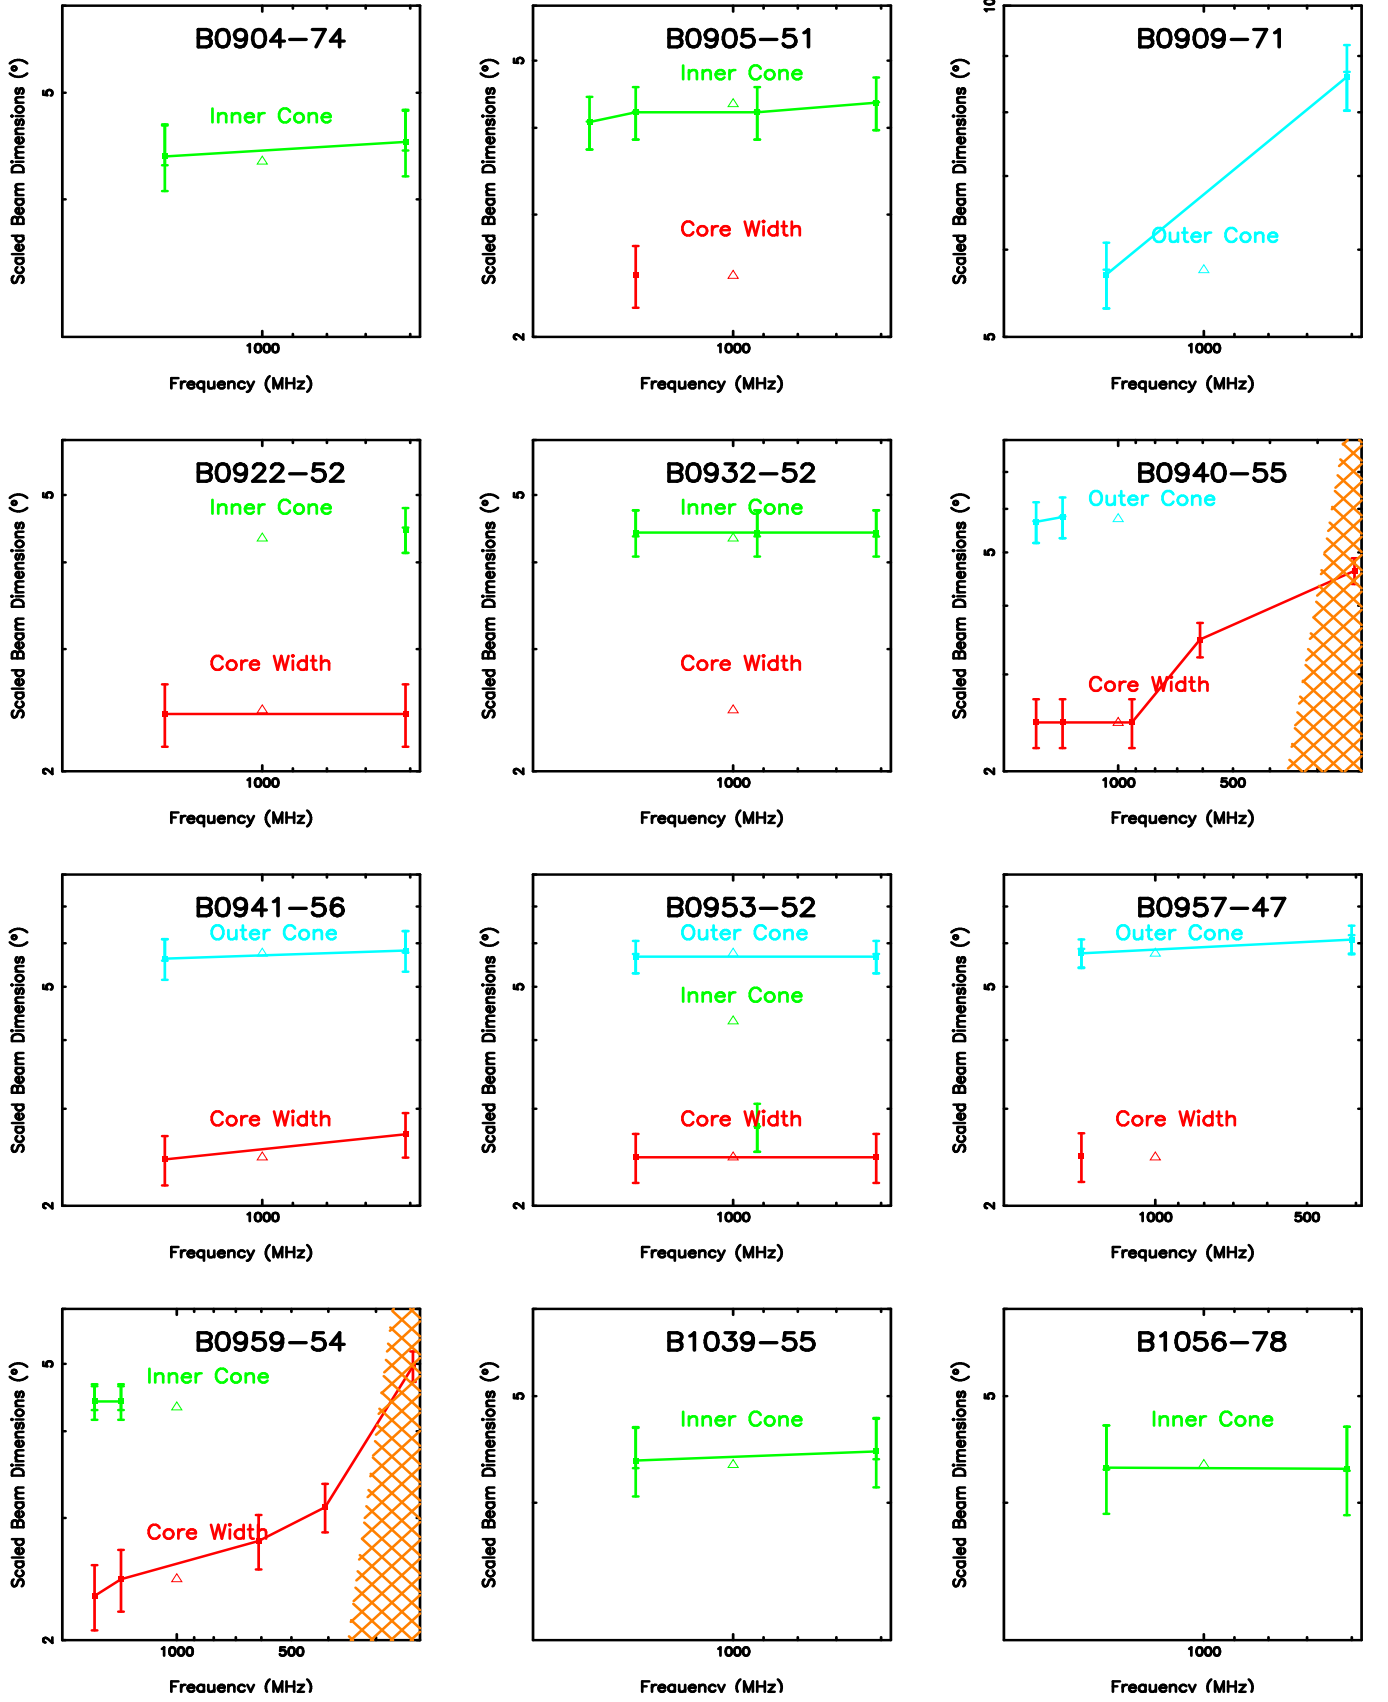 B0904−74
Inner Cone
5
1000
Scaled Beam Dimensions (°)
Frequency (MHz)
B0905−51
Inner Cone
Core Width
5
2
1000
Scaled Beam Dimensions (°)
Frequency (MHz)
B0909−71
Outer Cone
10
5
1000
Scaled Beam Dimensions (°)
Frequency (MHz)
B0922−52
Inner Cone
Core Width
5
2
1000
Scaled Beam Dimensions (°)
Frequency (MHz)
B0932−52
Inner Cone
Core Width
5
2
1000
Scaled Beam Dimensions (°)
Frequency (MHz)
B0940−55
Outer Cone
Core Width
5
2
1000 500
Scaled Beam Dimensions (°)
Frequency (MHz)
B0941−56
Outer Cone
Core Width
5
2
1000
Scaled Beam Dimensions (°)
Frequency (MHz)
B0953−52
Outer Cone
Inner Cone
Core Width
5
2
1000
Scaled Beam Dimensions (°)
Frequency (MHz)
B0957−47
Outer Cone
Core Width
5
2
1000 500
Scaled Beam Dimensions (°)
Frequency (MHz)
B0959−54
Inner Cone
Core Width
5
2
1000 500
Scaled Beam Dimensions (°)
Frequency (MHz)
B1039−55
Inner Cone
5
1000
Scaled Beam Dimensions (°)
Frequency (MHz)
B1056−78
Inner Cone
5
1000
Scaled Beam Dimensions (°)
Frequency (MHz)